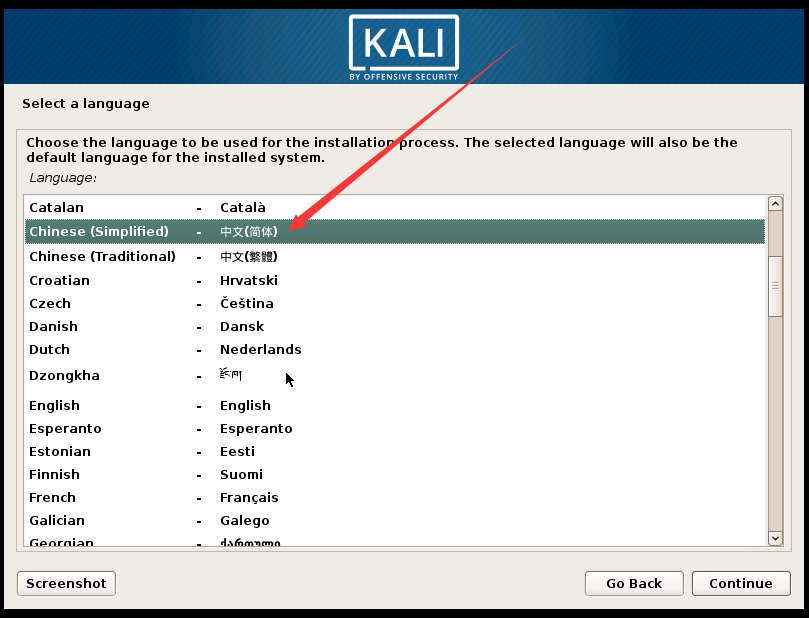 KALI
BY OFFENSIVE SECURITY
Select a language
Choose the language to be used for the installation process. The selected language will also be the
default language for the installed system.
Language:
Catalan - Català
Chinese (Simplified) - 中文(简体)
Chinese (Traditional) - 中文(繁體)
Croatian - Hrvatski
Czech - Čeština
Danish - Dansk
Dutch - Nederlands
Dzongkha - རྫོང་ཁ།
English - English
Esperanto - Esperanto
Estonian - Eesti
Finnish - Suomi
French - Français
Galician - Galego
Georgian - ქართული
Screenshot
Go Back
Continue